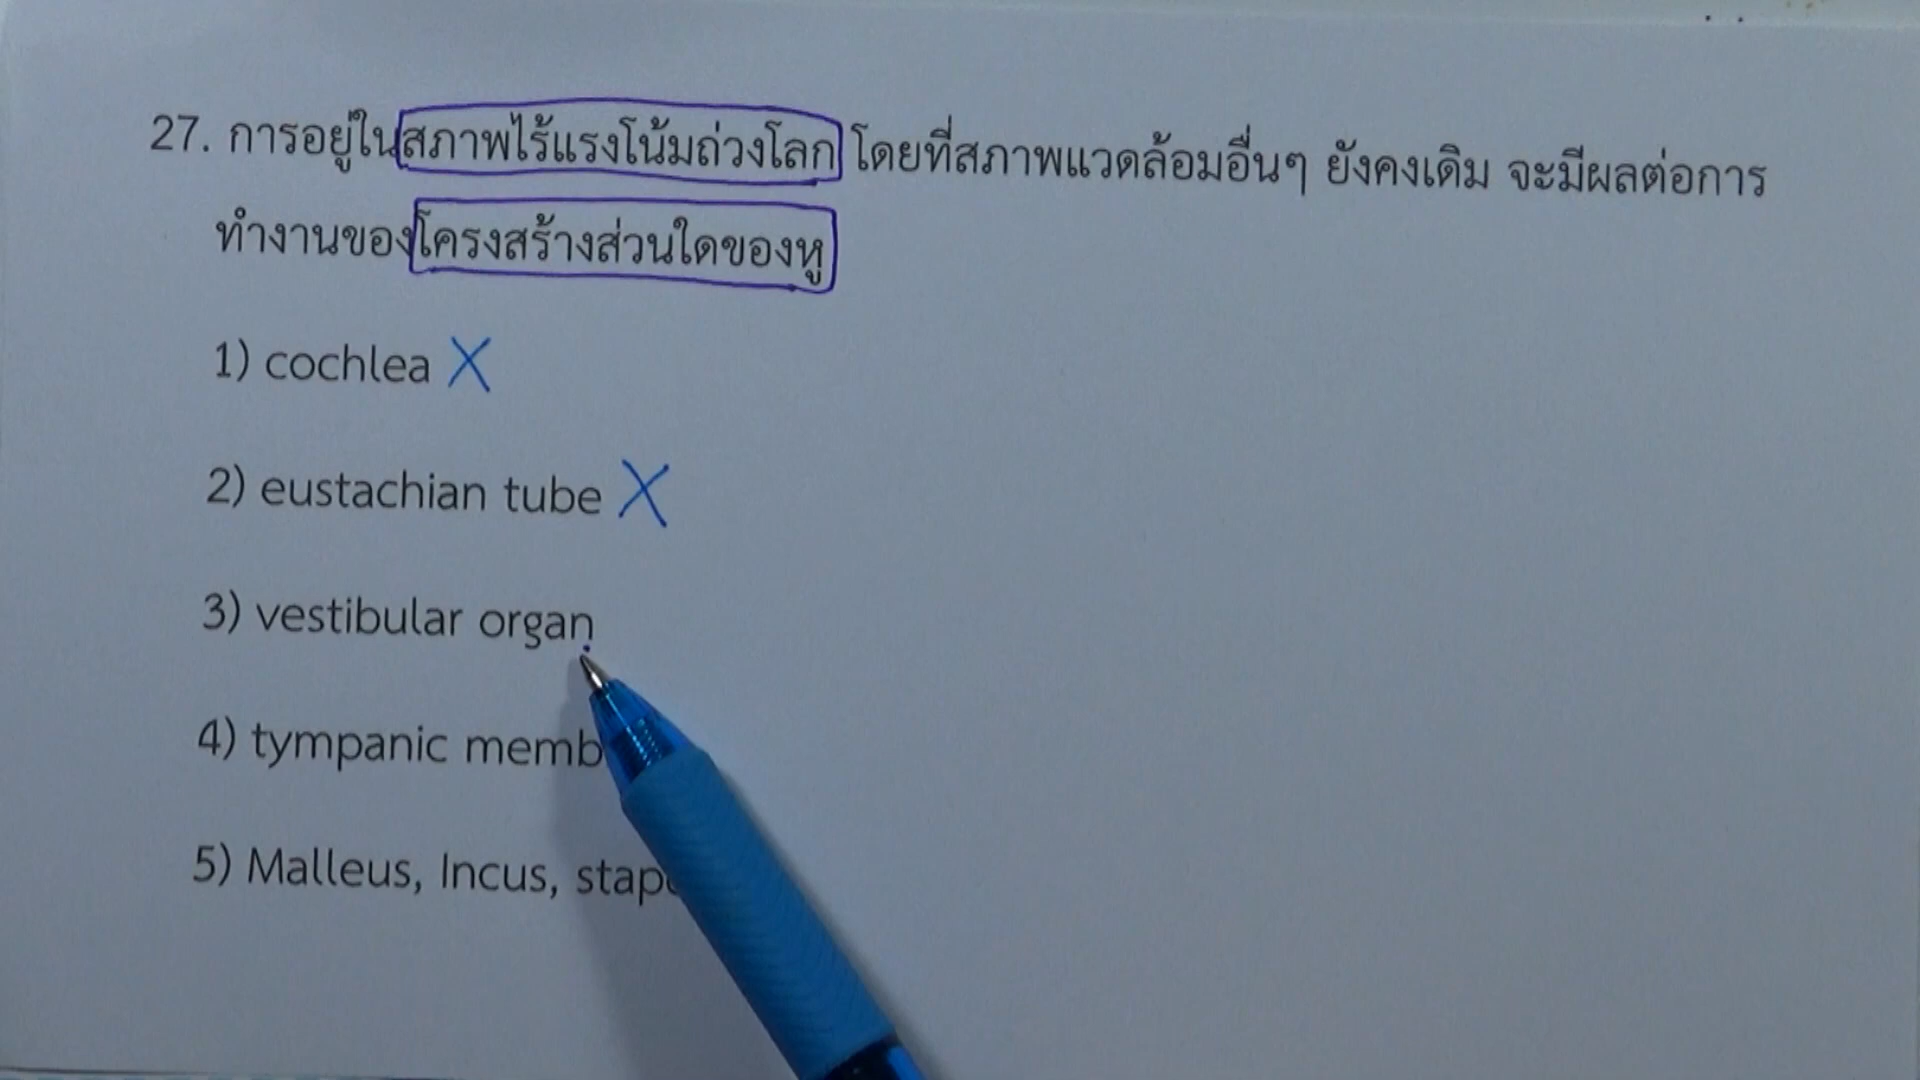 27. การอยู่ในสภาพไร้แรงโน้มถ่วงโลก โดยที่สภาพแวดล้อมอื่นๆ ยังคงเดิม จะมีผลต่อการ
ทำงานของโครงสร้างส่วนใดของหู
1) cochlea X
2) eustachian tube X
3) vestibular organ
4) tympanic
5) Malleus, Incus,